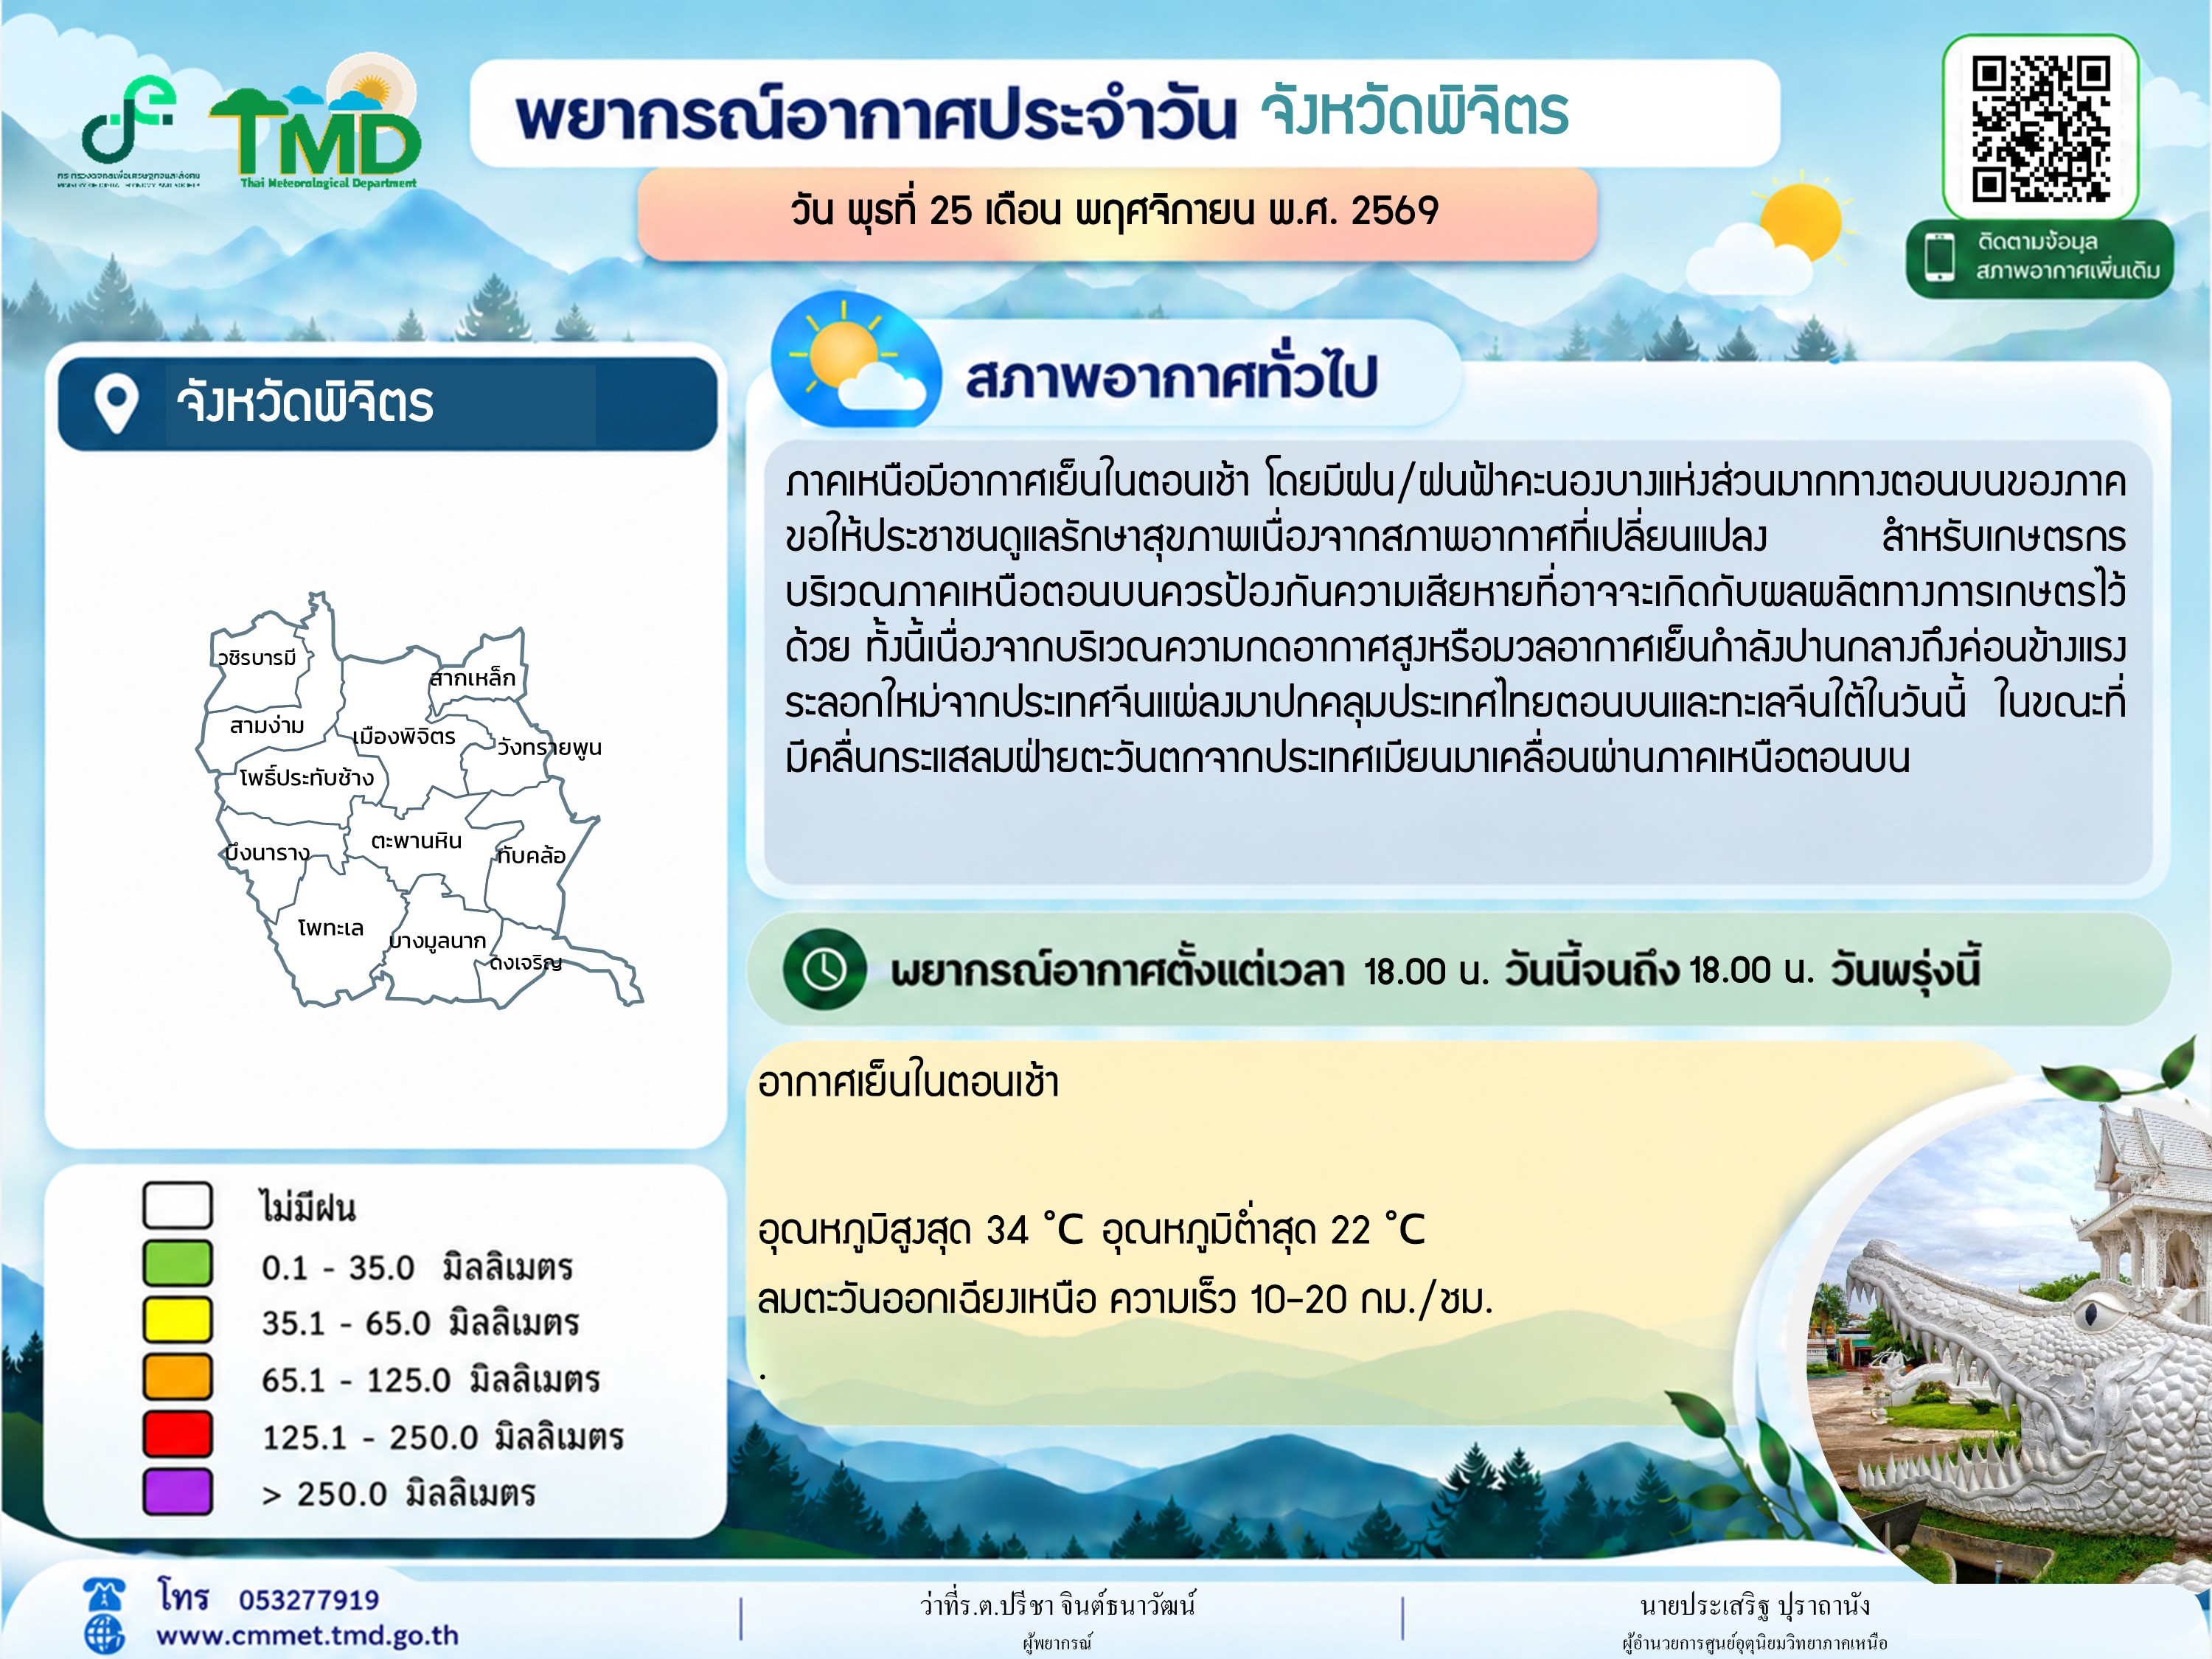 พยากรณ์อากาศประจำวัน จังหวัดพิจิตร
TMD
Thai Meteorological Department
วัน พุธที่ 25 เดือน พฤศจิกายน พ.ศ. 2569
ติดตามข้อมูล
สภาพอากาศเพิ่มเติม
จังหวัดพิจิตร
วชิรบารมี
สากเหล็ก
สามง่าม
เมืองพิจิตร
วังทรายพูน
โพธิ์ประทับช้าง
ตะพานหิน
บึงนาราง
ทับคล้อ
โพทะเล
บางมูลนาก
ดงเจริญ
ไม่มีฝน
0.1 - 35.0 มิลลิเมตร
35.1 - 65.0 มิลลิเมตร
65.1 - 125.0 มิลลิเมตร
125.1 - 250.0 มิลลิเมตร
> 250.0 มิลลิเมตร
สภาพอากาศทั่วไป
ภาคเหนือมีอากาศเย็นในตอนเช้า โดยมีฝน/ฝนฟ้าคะนองบางแห่งส่วนมากทางตอนบนของภาค
ขอให้ประชาชนดูแลรักษาสุขภาพเนื่องจากสภาพอากาศที่เปลี่ยนแปลง สำหรับเกษตรกร
บริเวณภาคเหนือตอนบนควรป้องกันความเสียหายที่อาจจะเกิดกับผลผลิตทางการเกษตรไว้
ด้วย ทั้งนี้เนื่องจากบริเวณความกดอากาศสูงหรือมวลอากาศเย็นกำลังปานกลางถึงค่อนข้างแรง
ระลอกใหม่จากประเทศจีนแผ่ลงมาปกคลุมประเทศไทยตอนบนและทะเลจีนใต้ในวันนี้ ในขณะที่
มีคลื่นกระแสลมฝ่ายตะวันตกจากประเทศเมียนมาเคลื่อนผ่านภาคเหนือตอนบน
พยากรณ์อากาศตั้งแต่เวลา 18.00 น. วันนี้จนถึง 18.00 น. วันพรุ่งนี้
อากาศเย็นในตอนเช้า
อุณหภูมิสูงสุด 34 °C อุณหภูมิต่ำสุด 22 °C
ลมตะวันออกเฉียงเหนือ ความเร็ว 10-20 กม./ชม.
.
โทร 053277919
www.cmmet.tmd.go.th
ว่าที่ร.ต.ปรีชา จินต์ธนาวัฒน์
ผู้พยากรณ์
นายประเสริฐ ปุราถานัง
ผู้อำนวยการศูนย์อุตุนิยมวิทยาภาคเหนือ